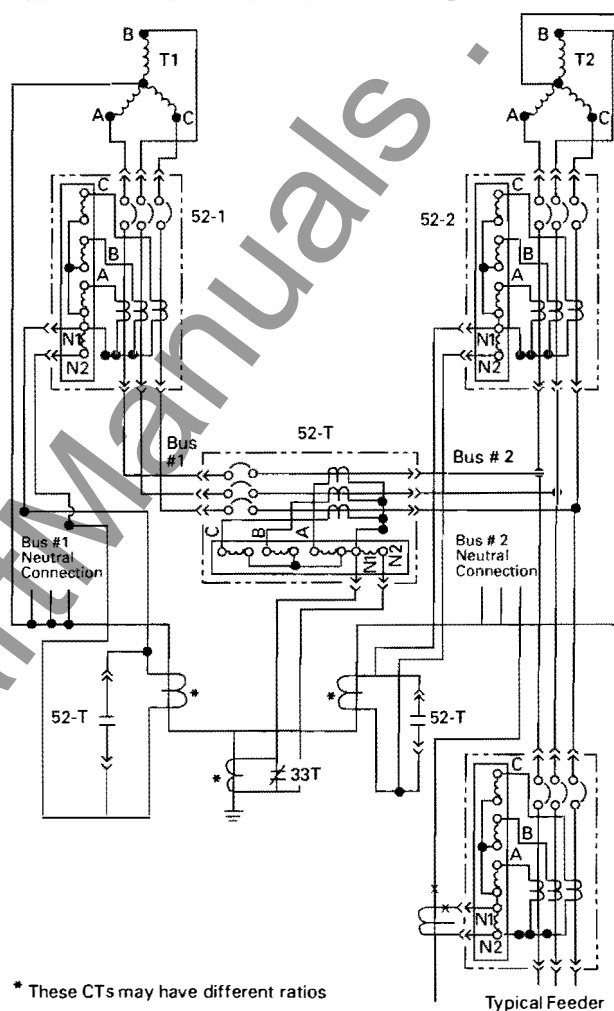 B
T1
A
C
B
T2
A
C
C
52-1
B
A
N1
N2
C
52-2
B
A
N1
N2
52-T
Bus
#1
Bus # 2
C
B
A
N1
N2
Bus #1
Neutral
Connection
Bus # 2
Neutral
Connection
*
*
52-T
52-T
*
33T
C
B
A
N1
N2
* These CTs may have different ratios
Typical Feeder
Manuals